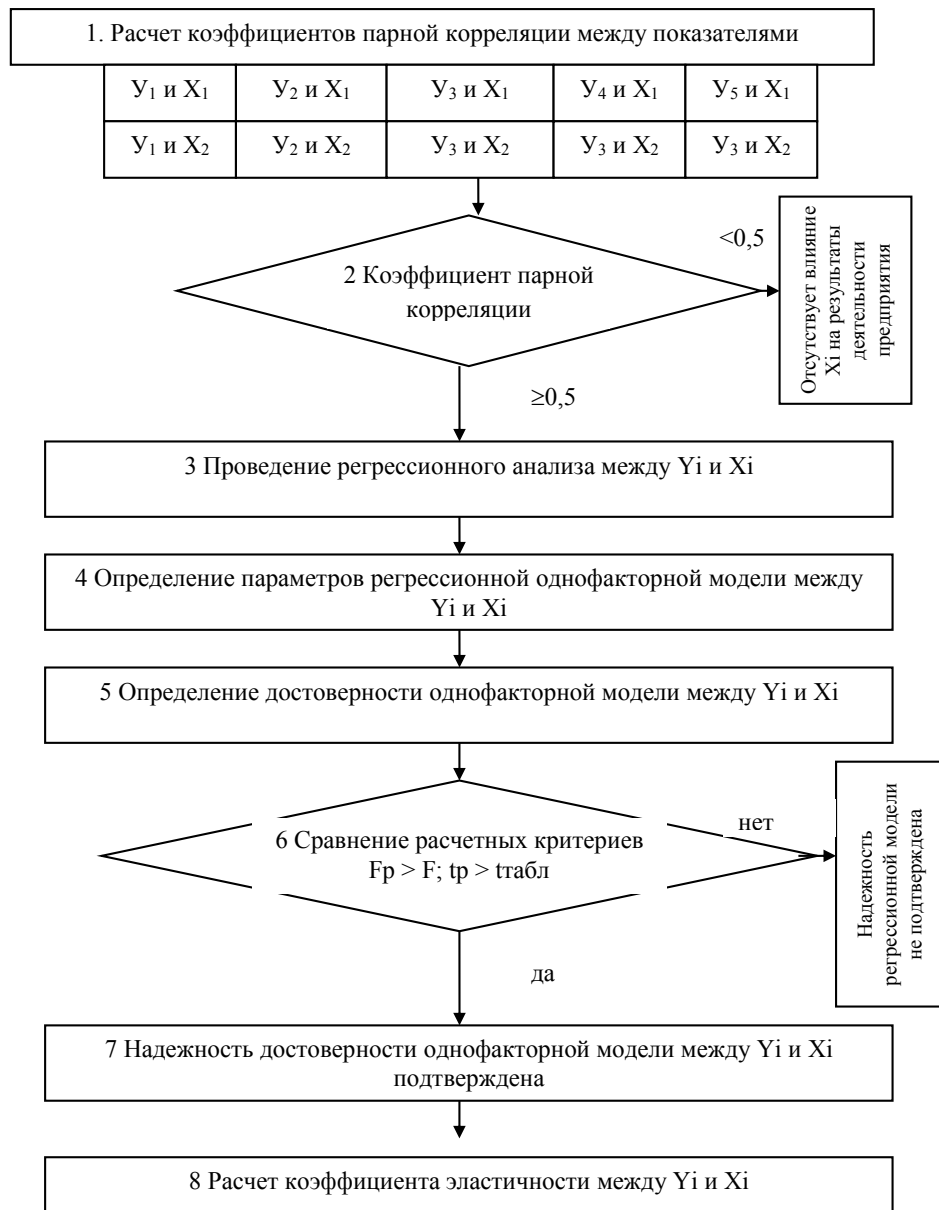 1. Расчет коэффициентов парной корреляции между показателями
У1 и Х1 У2 и Х1 У3 и Х1 У4 и Х1 У5 и Х1
У1 и Х2 У2 и Х2 У3 и Х2 У3 и Х2 У3 и Х2
<0,5
2 Коэффициент парной
корреляции
Отсутствует влияние
Xi на результаты
деятельности
предприятия
≥0,5
3 Проведение регрессионного анализа между Yi и Xi
4 Определение параметров регрессионной однофакторной модели между
Yi и Xi
5 Определение достоверности однофакторной модели между Yi и Xi
6 Сравнение расчетных критериев
Fp > F; tp > tтабл
нет
Надежность
регрессионной модели
не подтверждена
да
7 Надежность достоверности однофакторной модели между Yi и Xi
подтверждена
8 Расчет коэффициента эластичности между Yi и Xi